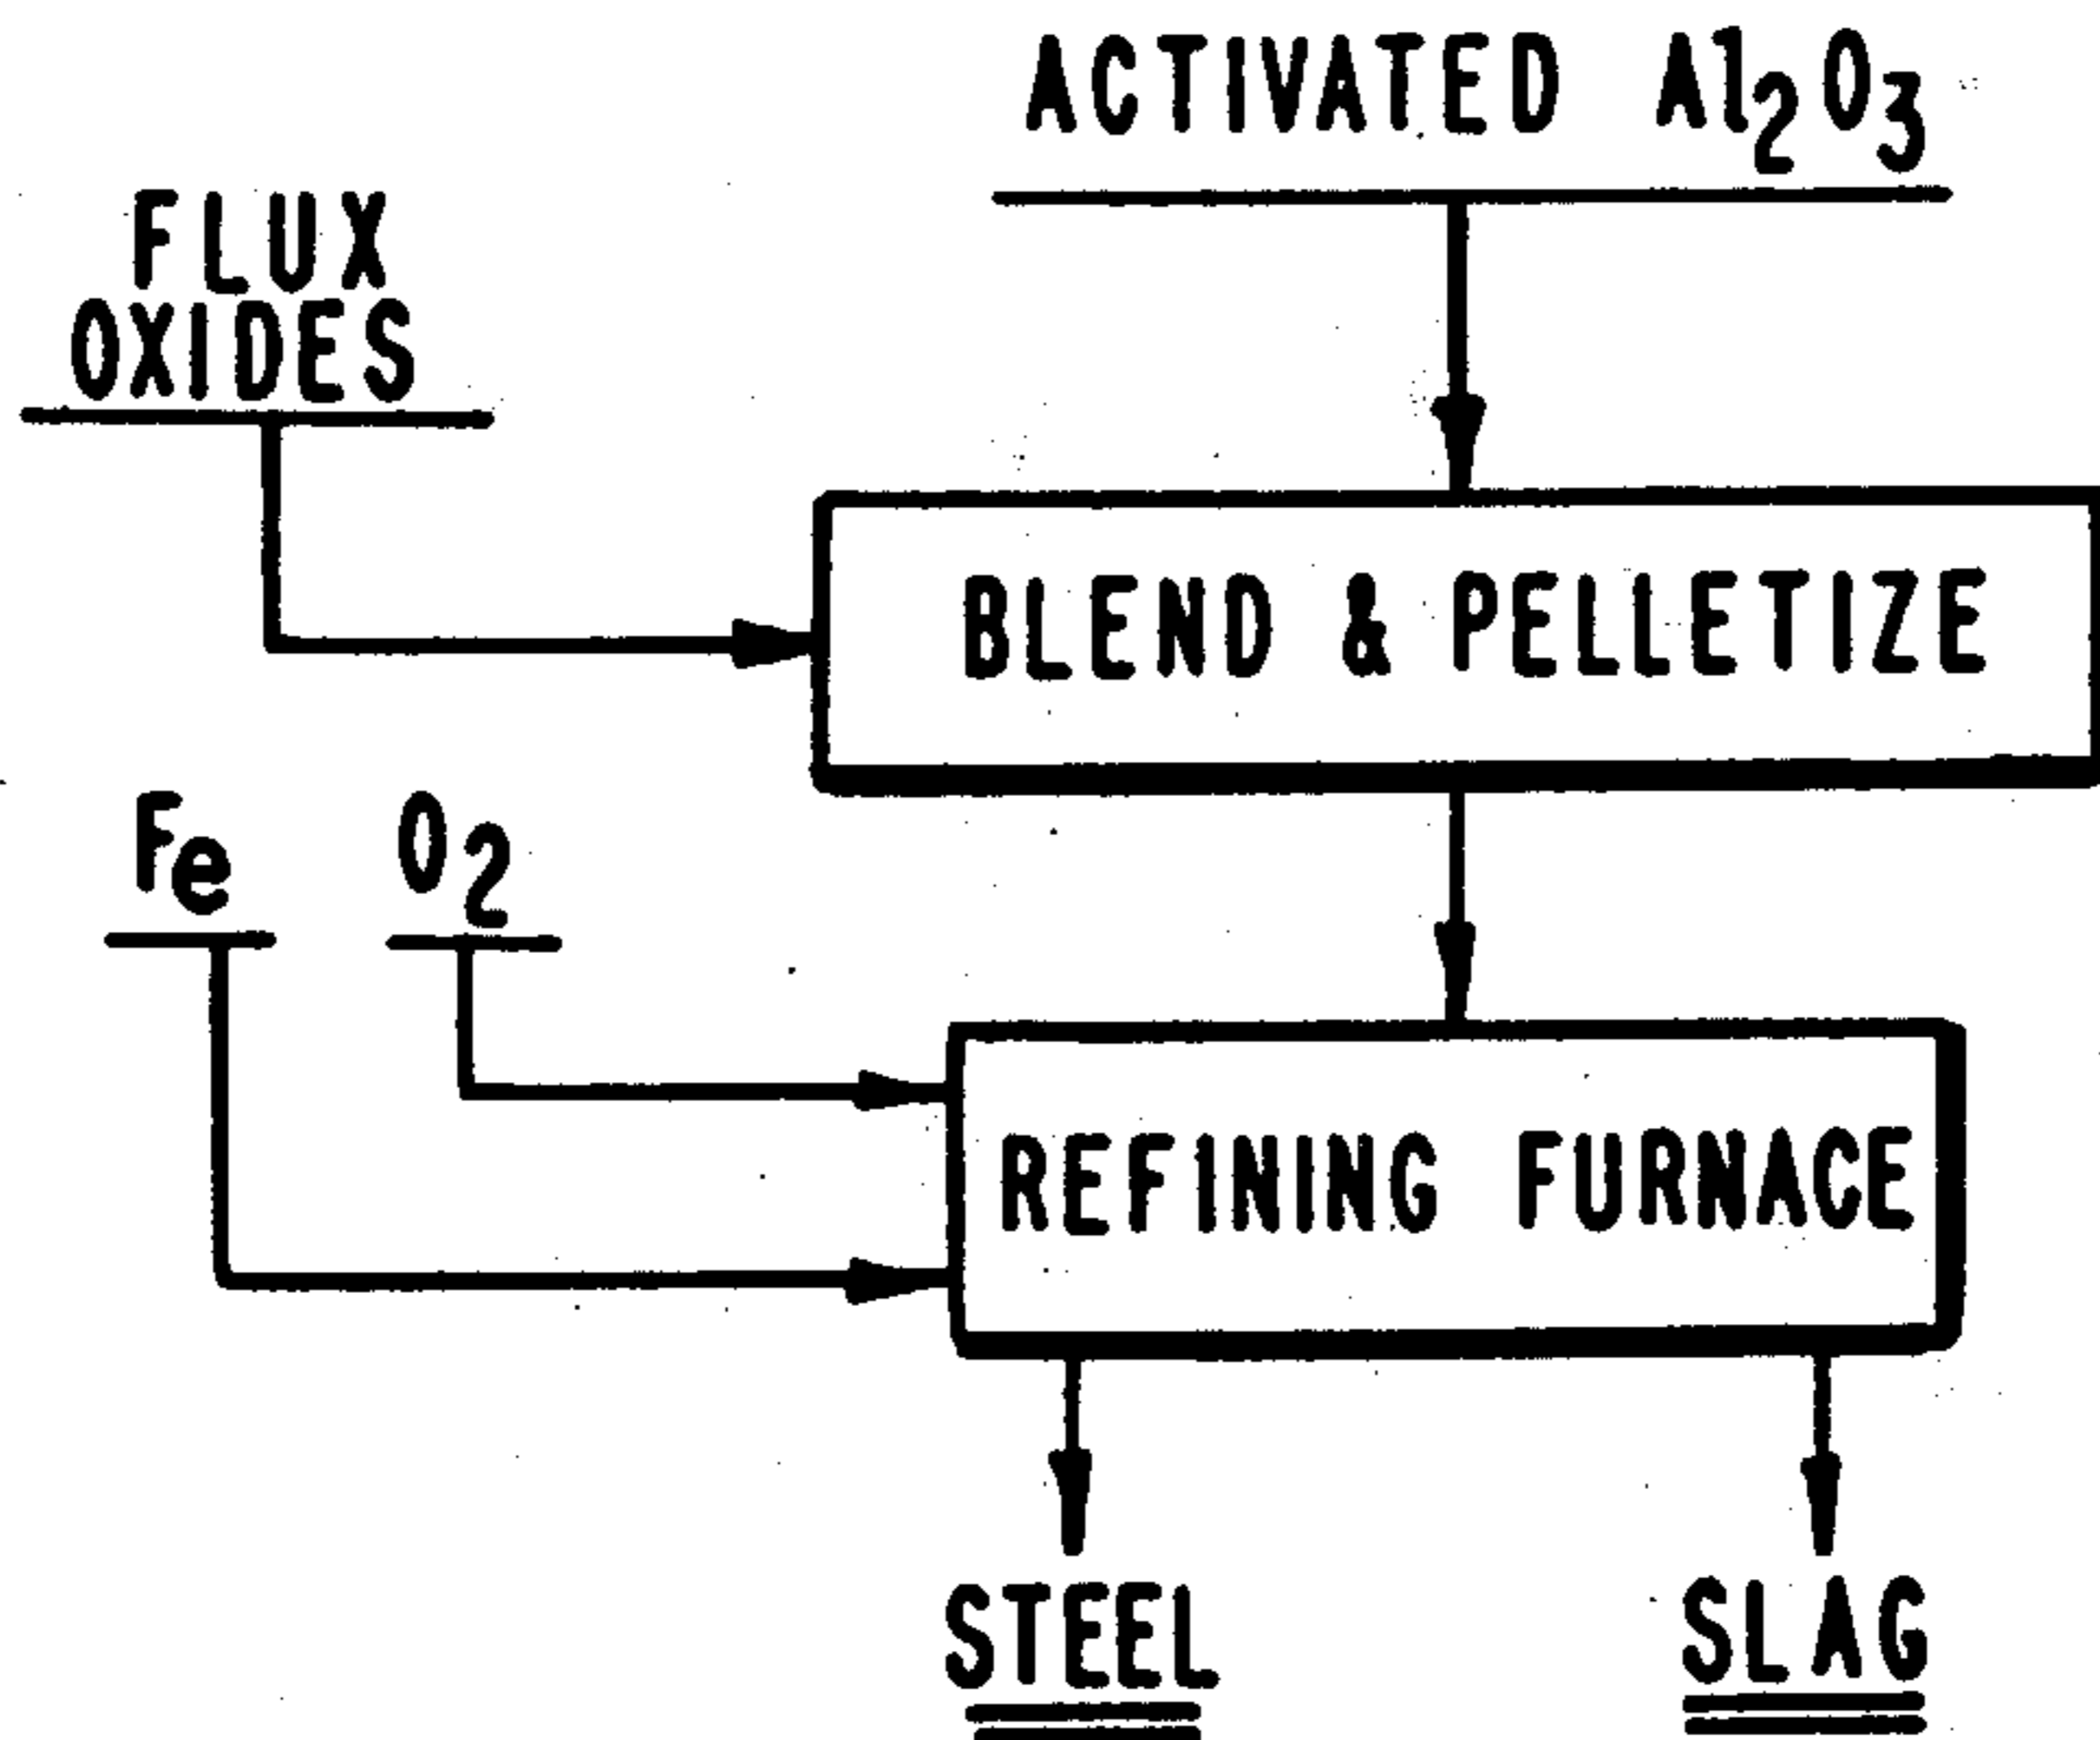 ACTIVATED Al₂O₃
FLUX
OXIDES
BLEND & PELLETIZE
Fe O₂
REFINING FURNACE
STEEL SLAG